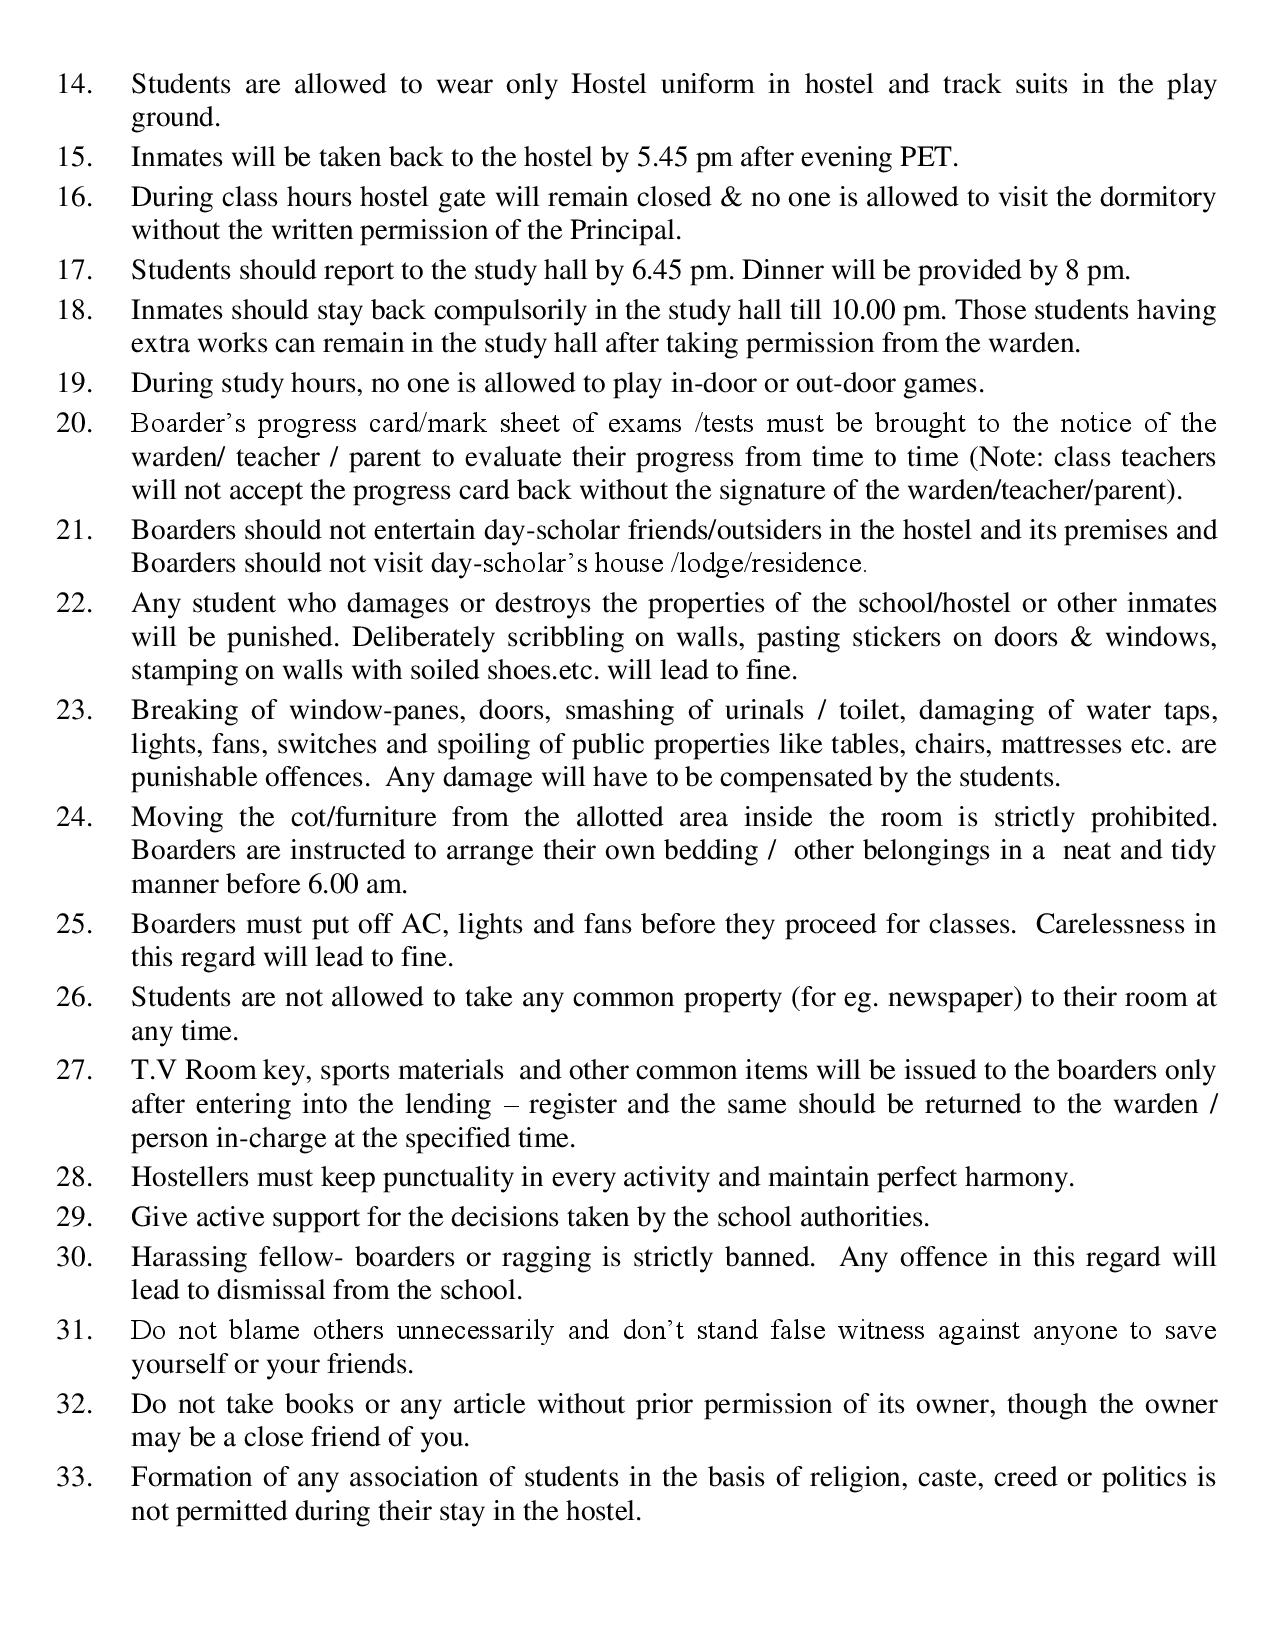 14. Students are allowed to wear only Hostel uniform in hostel and track suits in the play
ground.
15. Inmates will be taken back to the hostel by 5.45 pm after evening PET.
16. During class hours hostel gate will remain closed & no one is allowed to visit the dormitory
without the written permission of the Principal.
17. Students should report to the study hall by 6.45 pm. Dinner will be provided by 8 pm.
18. Inmates should stay back compulsorily in the study hall till 10.00 pm. Those students having
extra works can remain in the study hall after taking permission from the warden.
19. During study hours, no one is allowed to play in-door or out-door games.
20. Boarder’s progress card/mark sheet of exams /tests must be brought to the notice of the
warden/ teacher / parent to evaluate their progress from time to time (Note: class teachers
will not accept the progress card back without the signature of the warden/teacher/parent).
21. Boarders should not entertain day-scholar friends/outsiders in the hostel and its premises and
Boarders should not visit day-scholar’s house /lodge/residence.
22. Any student who damages or destroys the properties of the school/hostel or other inmates
will be punished. Deliberately scribbling on walls, pasting stickers on doors & windows,
stamping on walls with soiled shoes.etc. will lead to fine.
23. Breaking of window-panes, doors, smashing of urinals / toilet, damaging of water taps,
lights, fans, switches and spoiling of public properties like tables, chairs, mattresses etc. are
punishable offences.  Any damage will have to be compensated by the students.
24. Moving the cot/furniture from the allotted area inside the room is strictly prohibited.
Boarders are instructed to arrange their own bedding /  other belongings in a  neat and tidy
manner before 6.00 am.
25. Boarders must put off AC, lights and fans before they proceed for classes.  Carelessness in
this regard will lead to fine.
26. Students are not allowed to take any common property (for eg. newspaper) to their room at
any time.
27. T.V Room key, sports materials  and other common items will be issued to the boarders only
after entering into the lending – register and the same should be returned to the warden /
person in-charge at the specified time.
28. Hostellers must keep punctuality in every activity and maintain perfect harmony.
29. Give active support for the decisions taken by the school authorities.
30. Harassing fellow- boarders or ragging is strictly banned.  Any offence in this regard will
lead to dismissal from the school.
31. Do not blame others unnecessarily and don’t stand false witness against anyone to save
yourself or your friends.
32. Do not take books or any article without prior permission of its owner, though the owner
may be a close friend of you.
33. Formation of any association of students in the basis of religion, caste, creed or politics is
not permitted during their stay in the hostel.